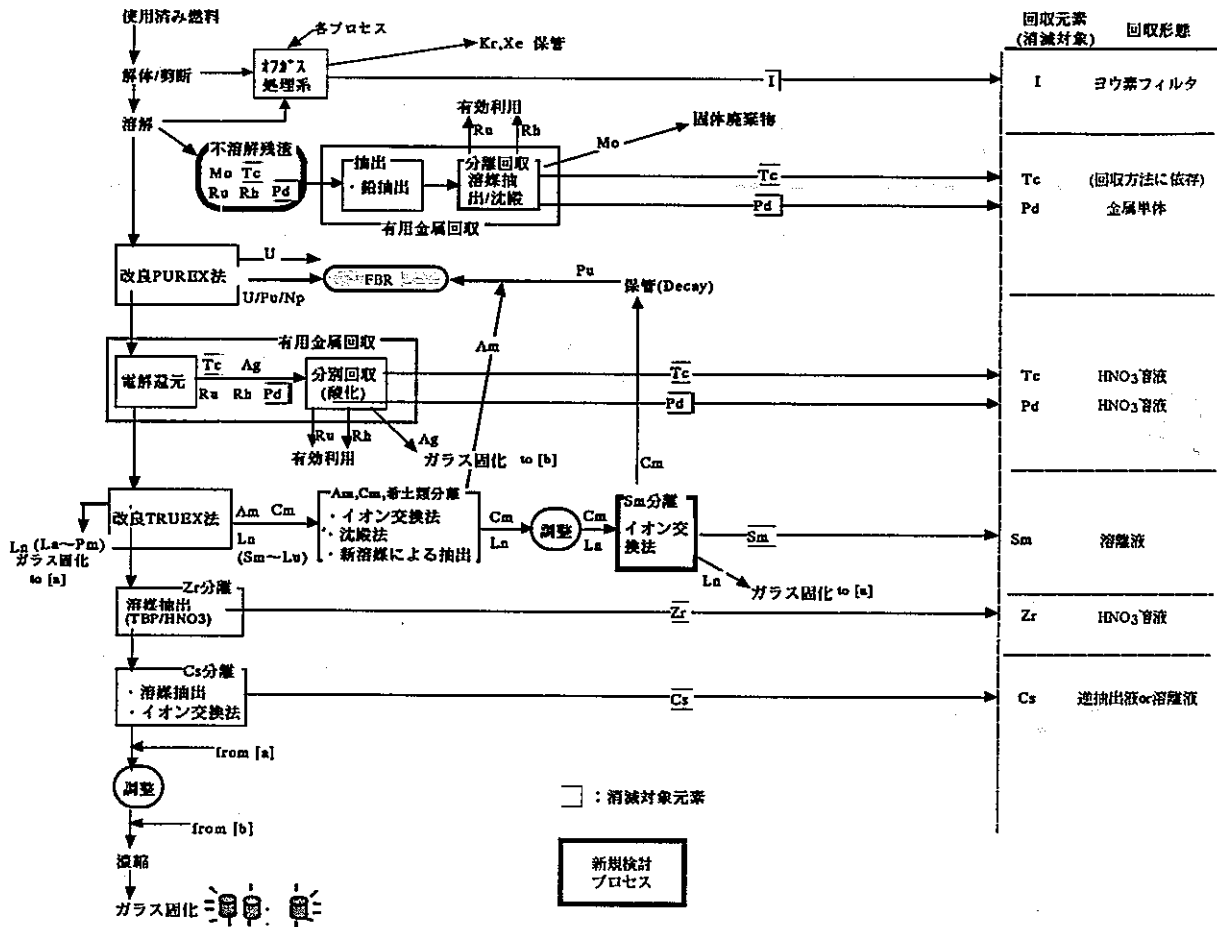 使用済み燃料
各プロセス
Kr,Xe 保管
回収元素
(消滅対象)
回収形態
解体/剪断
ｵﾌｶﾞｽ
処理系
I
I
ヨウ素フィルタ
溶解
有効利用
Ru
Rh
Mo
固体廃棄物
不溶解残渣
Mo Tc
Ru Rh Pd
抽出
・鉛抽出
分離回収
溶媒抽
出/沈殿
有用金属回収
Tc
Tc
(回収方法に依存)
Pd
Pd
金属単体
改良PUREX法
U
U/Pu/Np
FBR
Pu
保管(Decay)
Am
有用金属回収
電解還元
Tc Ag
Ru Rh Pd
分別回収
(酸化)
Tc
Tc
HNO3溶液
Pd
Pd
HNO3溶液
Ru
Rh
Ag
有効利用
ガラス固化 to [b]
Cm
改良TRUEX法
Ln (La～Pm)
ガラス固化
to [a]
Am Cm
Ln
(Sm～Lu)
Am,Cm,希土類分離
・イオン交換法
・沈殿法
・新溶媒による抽出
Cm
Ln
調整
Cm
Ln
Sm分離
イオン交
換法
Sm
Sm
溶離液
Ln
ガラス固化 to [a]
Zr分離
溶媒抽出
(TBP/HNO3)
Zr
Zr
HNO3溶液
Cs分離
・溶媒抽出
・イオン交換法
Cs
Cs
逆抽出液or溶離液
from [a]
調整
：消滅対象元素
from [b]
濃縮
新規検討
プロセス
ガラス固化